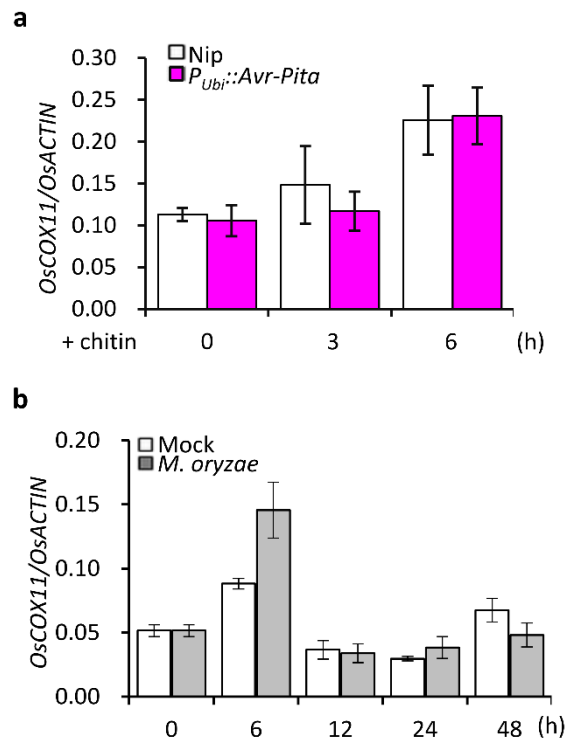 a
Nip
P_Ubi::Avr-Pita
OsCOX11/OsACTIN
0.30
0.25
0.20
0.15
0.10
0.05
0.00
+ chitin 0 3 6 (h)
b
Mock
M. oryzae
OsCOX11/OsACTIN
0.20
0.15
0.10
0.05
0.00
0 6 12 24 48 (h)